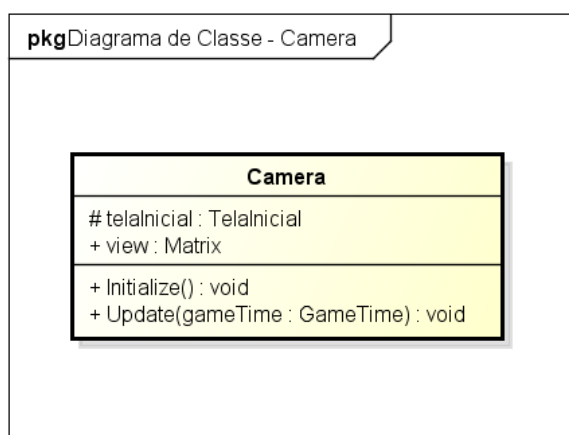 pkgDiagrama de Classe - Camera
Camera
# telaInicial : TelaInicial
+ view : Matrix
+ Initialize() : void
+ Update(gameTime : GameTime) : void